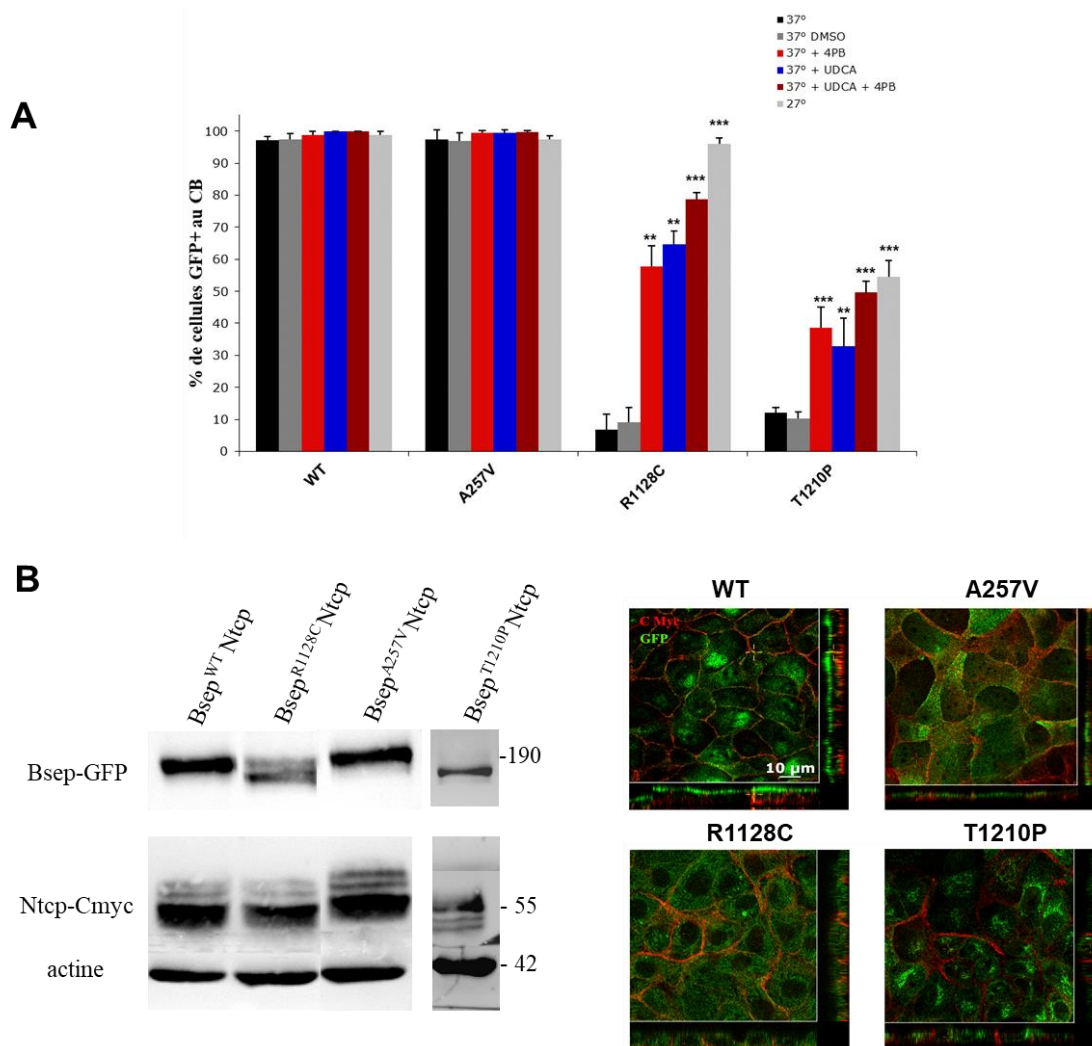 37°
37° DMSO
37° + 4PB
37° + UDCA
37° + UDCA + 4PB
27°
A
% de cellules GFP+ au CB
100
90
80
70
60
50
40
30
20
10
0
** ** *** ***
*** ** *** ***
WT A257V R1128C T1210P
B
Bsep WT Ntcp
Bsep R1128C Ntcp
Bsep A257V Ntcp
Bsep T1210P Ntcp
Bsep-GFP
-190
Ntcp-Cmyc
- 55
actine
- 42
WT
C Myc
GFP
10 µm
A257V
R1128C
T1210P